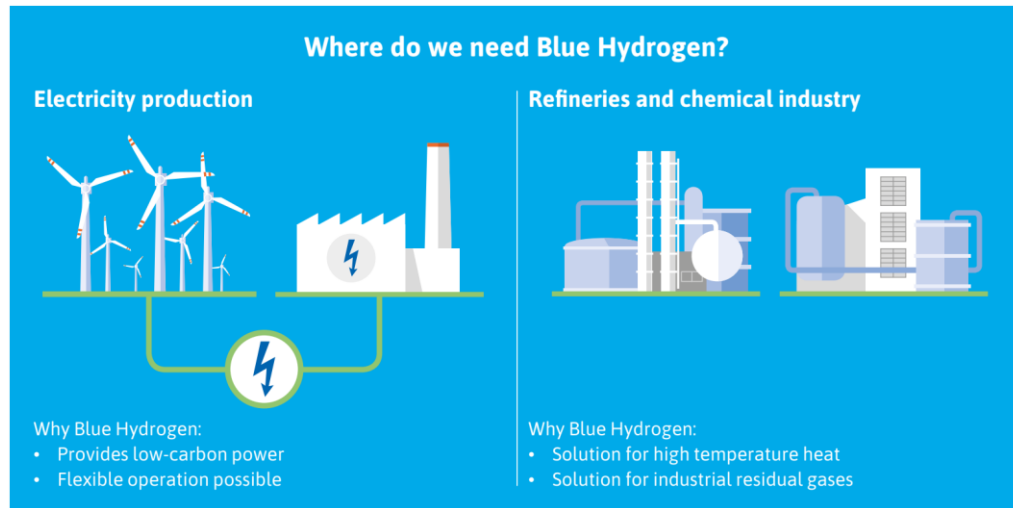 Where do we need Blue Hydrogen?
Electricity production
Why Blue Hydrogen:
• Provides low-carbon power
• Flexible operation possible
Refineries and chemical industry
Why Blue Hydrogen:
• Solution for high temperature heat
• Solution for industrial residual gases